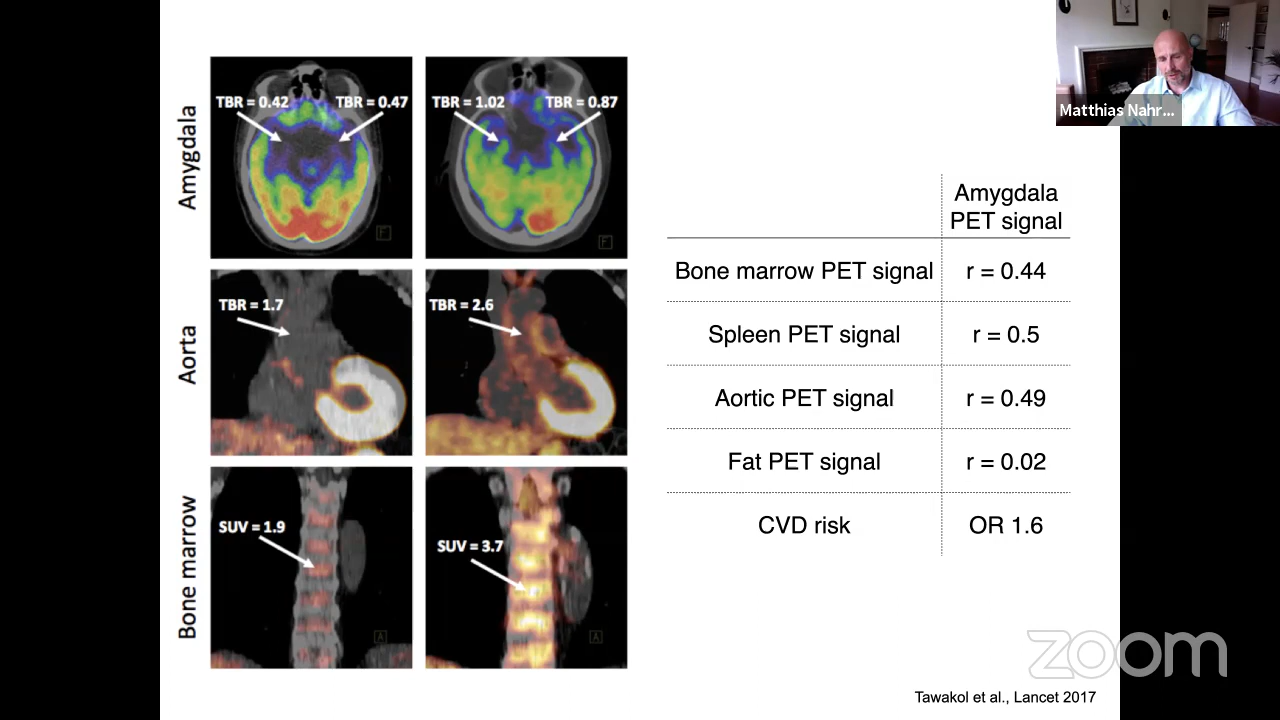 Matthias Nahr...
Amygdala
TBR = 0.42
TBR = 0.47
TBR = 1.02
TBR = 0.87
F
F
Aorta
TBR = 1.7
TBR = 2.6
Bone marrow
SUV = 1.9
SUV = 3.7
A
A
Amygdala
PET signal
Bone marrow PET signal r = 0.44
Spleen PET signal r = 0.5
Aortic PET signal r = 0.49
Fat PET signal r = 0.02
CVD risk OR 1.6
zoom
Tawakol et al., Lancet 2017